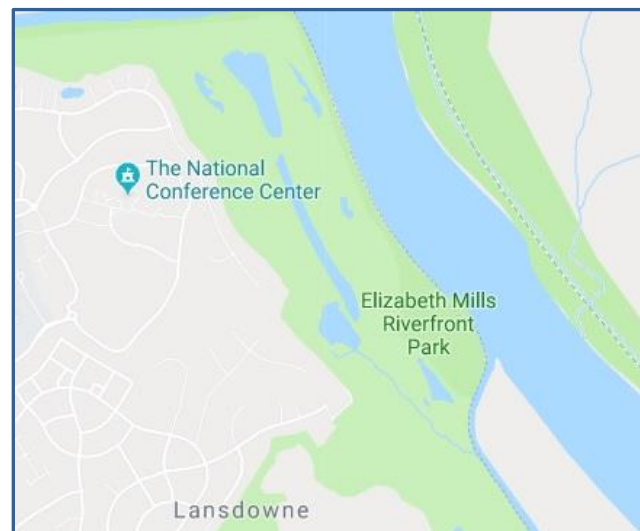 The National
Conference Center
Elizabeth Mills
Riverfront
Park
Lansdowne